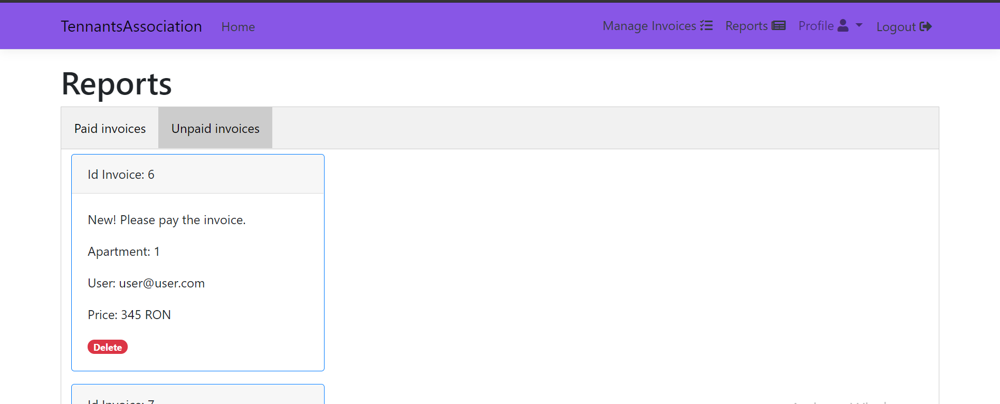 TennantsAssociation Home Manage Invoices Reports Profile Logout
Reports
Paid invoices Unpaid invoices
Id Invoice: 6
New! Please pay the invoice.
Apartment: 1
User: user@user.com
Price: 345 RON
Delete
Id Invoice: 7